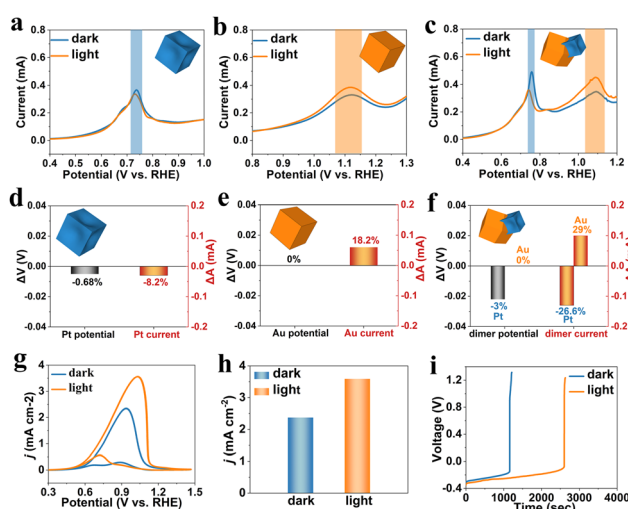 a
dark
light
Current (mA)
0.8
0.6
0.4
0.2
0.0
0.4 0.6 0.8 1.0
Potential (V vs. RHE)
b
dark
light
Current (mA)
0.8
0.6
0.4
0.2
0.0
0.8 0.9 1.0 1.1 1.2 1.3
Potential (V vs. RHE)
c
dark
light
Current (mA)
0.8
0.6
0.4
0.2
0.0
0.4 0.6 0.8 1.0 1.2
Potential (V vs. RHE)
d
ΔV (V)
0.04
0.02
0.00
-0.02
-0.04
-0.68%
-8.2%
0.2
0.1
0.0
-0.1
-0.2
ΔA (mA)
Pt potential Pt current
e
ΔV (V)
0.04
0.02
0.00
-0.02
-0.04
0%
18.2%
0.2
0.1
0.0
-0.1
-0.2
ΔA (mA)
Au potential Au current
f
ΔV (V)
0.04
0.02
0.00
-0.02
-0.04
Au
0%
Au
29%
-3%
Pt
-26.6%
Pt
0.2
0.1
0.0
-0.1
-0.2
dimer potential dimer current
g
dark
light
j (mA cm-2)
4
3
2
1
0
0.3 0.6 0.9 1.2 1.5
Potential (V vs. RHE)
h
dark
light
j (mA cm-2)
4
3
2
1
0
dark light
i
dark
light
Voltage (V)
1.2
0.8
0.4
0.0
-0.4
0 1000 2000 3000 4000
Time (sec)